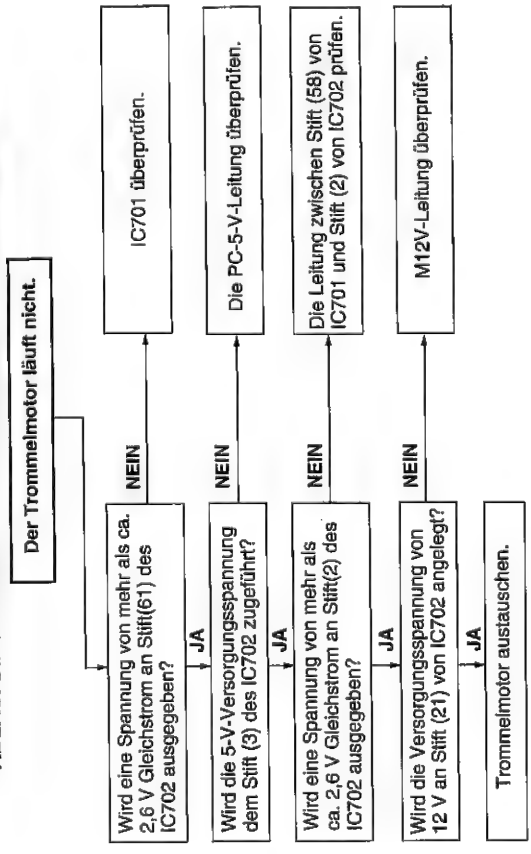 Der Trommelmotor läuft nicht.
Wird eine Spannung von mehr als ca.
2,6 V Gleichstrom an Stift(61) des
IC702 ausgegeben?
NEIN
IC701 überprüfen.
JA
Wird die 5-V-Versorgungsspannung
dem Stift (3) des IC702 zugeführt?
NEIN
Die PC-5-V-Leitung überprüfen.
JA
Wird eine Spannung von mehr als
ca. 2,6 V Gleichstrom an Stift(2) des
IC702 ausgegeben?
NEIN
Die Leitung zwischen Stift (58) von
IC701 und Stift (2) von IC702 prüfen.
JA
Wird die Versorgungsspannung von
12 V an Stift (21) von IC702 angelegt?
NEIN
M12V-Leitung überprüfen.
JA
Trommelmotor austauschen.